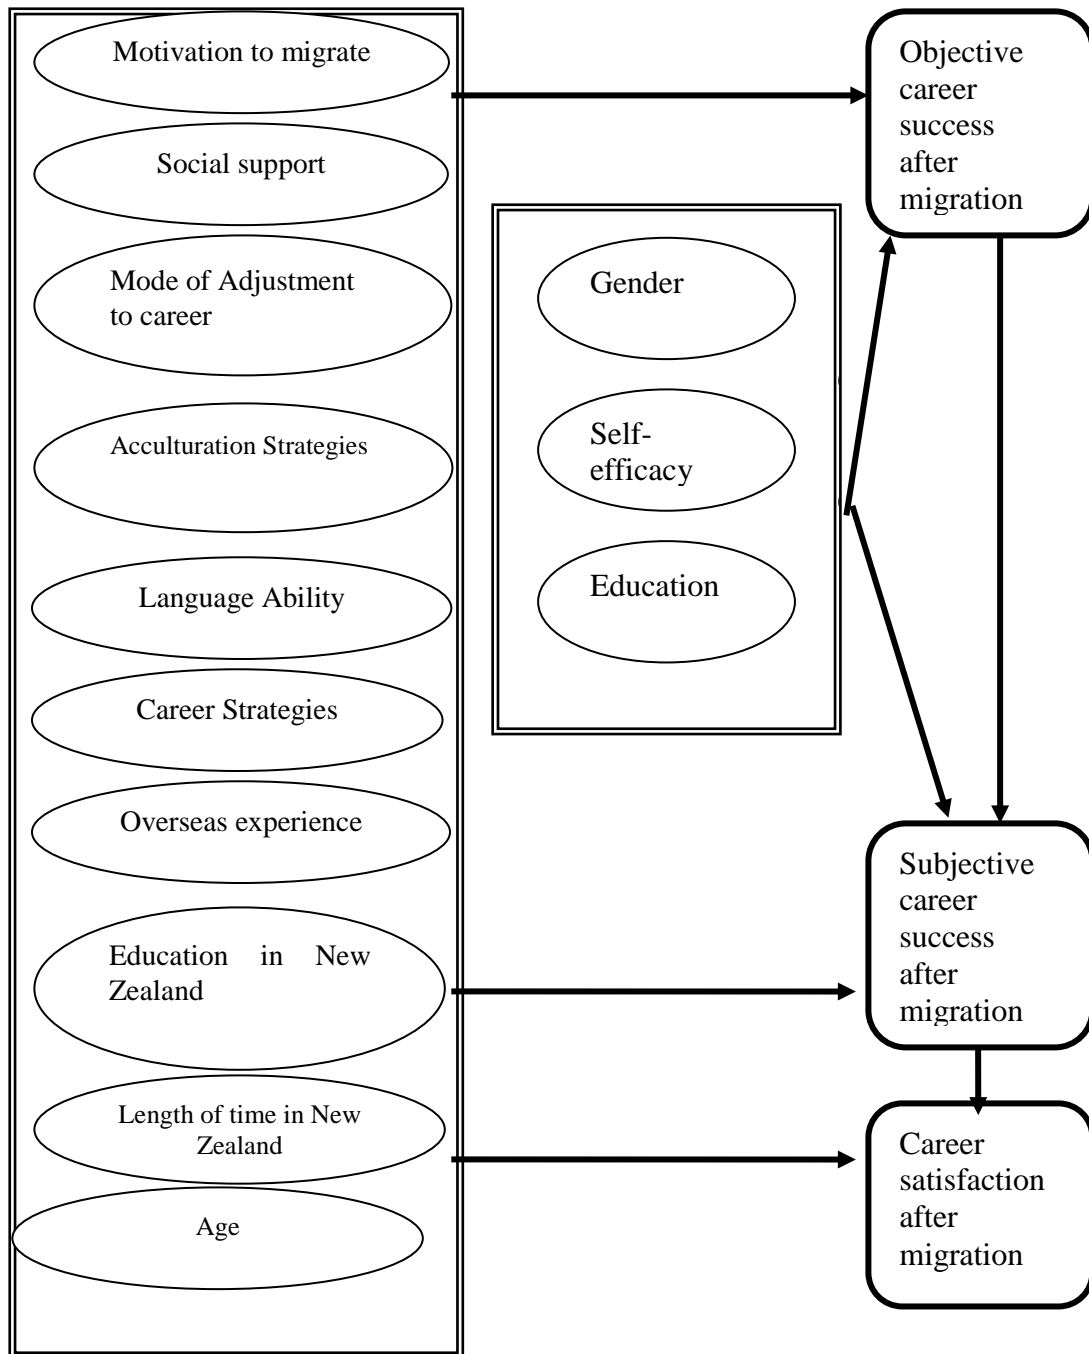 Motivation to migrate
Social support
Mode of Adjustment
to career
Acculturation Strategies
Language Ability
Career Strategies
Overseas experience
Education in New
Zealand
Length of time in New
Zealand
Age
Gender
Self-
efficacy
Education
Objective
career
success
after
migration
Subjective
career
success
after
migration
Career
satisfaction
after
migration